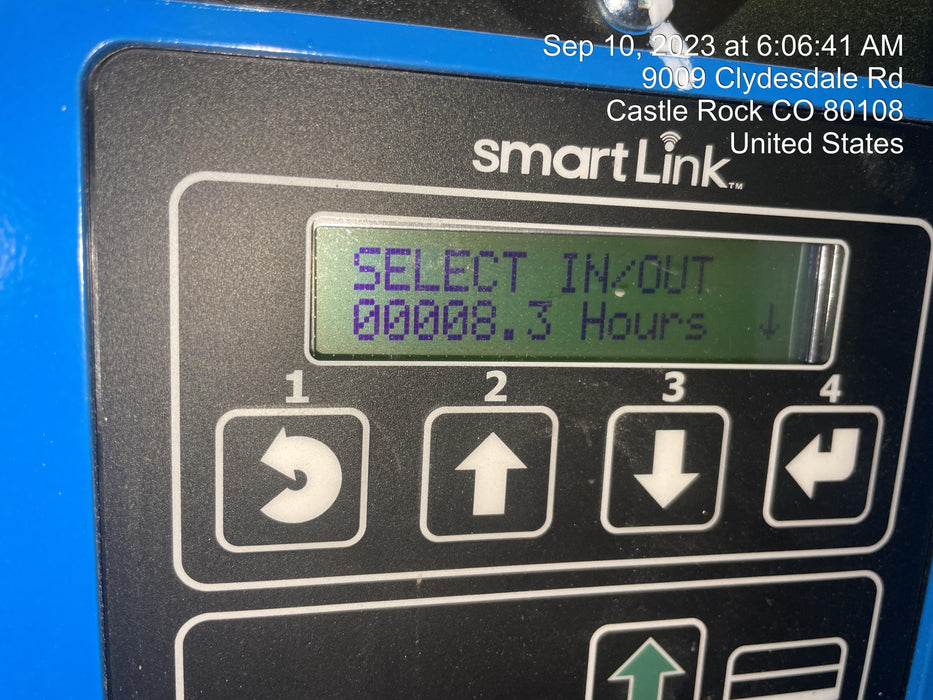 Sep 10, 2023 at 6:06:41 AM
9009 Clydesdale Rd
Castle Rock CO 80108
United States
smartLink™
SELECT IN/OUT
00008.3 Hours ↓
1 2 3 4